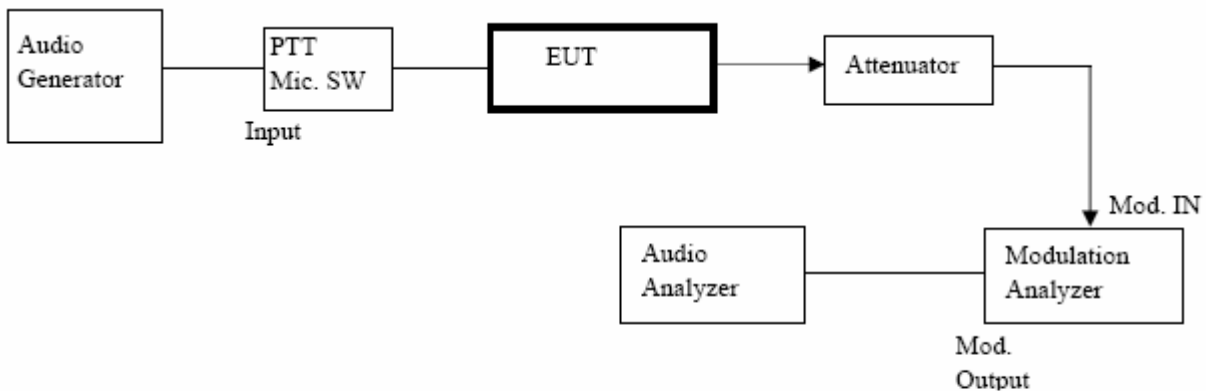 Audio
Generator
PTT
Mic. SW
Input
EUT
Attenuator
Mod. IN
Audio
Analyzer
Modulation
Analyzer
Mod.
Output